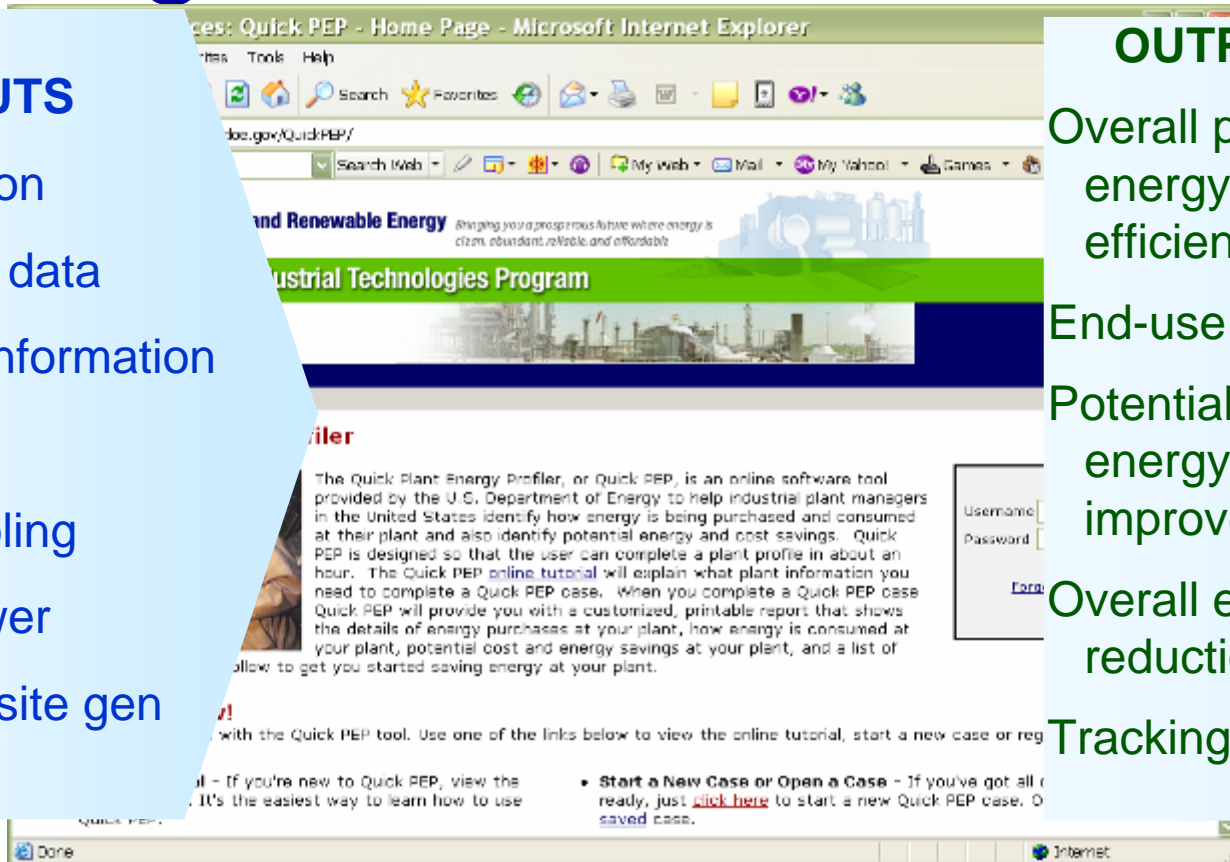 ces: Quick PEP - Home Page - Microsoft Internet Explorer
Tools Help
Search Favorites
doe.gov/QuickPEP/
Search Web My Web Mail My Yahoo! Games
UTS
on
data
nformation
ling
wer
site gen
and Renewable Energy Bringing you a prosperous future where energy is
clean, abundant, reliable, and affordable
ustrial Technologies Program
filer
The Quick Plant Energy Profiler, or Quick PEP, is an online software tool
provided by the U.S. Department of Energy to help industrial plant managers
in the United States identify how energy is being purchased and consumed
at their plant and also identify potential energy and cost savings. Quick
PEP is designed so that the user can complete a plant profile in about an
hour. The Quick PEP online tutorial will explain what plant information you
need to complete a Quick PEP case. When you complete a Quick PEP case
Quick PEP will provide you with a customized, printable report that shows
the details of energy purchases at your plant, how energy is consumed at
your plant, potential cost and energy savings at your plant, and a list of
ollow to get you started saving energy at your plant.
Username
Password
Forg
w!
with the Quick PEP tool. Use one of the links below to view the online tutorial, start a new case or reg
al - If you're new to Quick PEP, view the
. It's the easiest way to learn how to use
Quick PEP.
• Start a New Case or Open a Case - If you've got all
ready, just click here to start a new Quick PEP case. O
saved case.
Done
Internet
OUTP
Overall p
energy
efficien
End-use
Potential
energy
improv
Overall e
reducti
Tracking